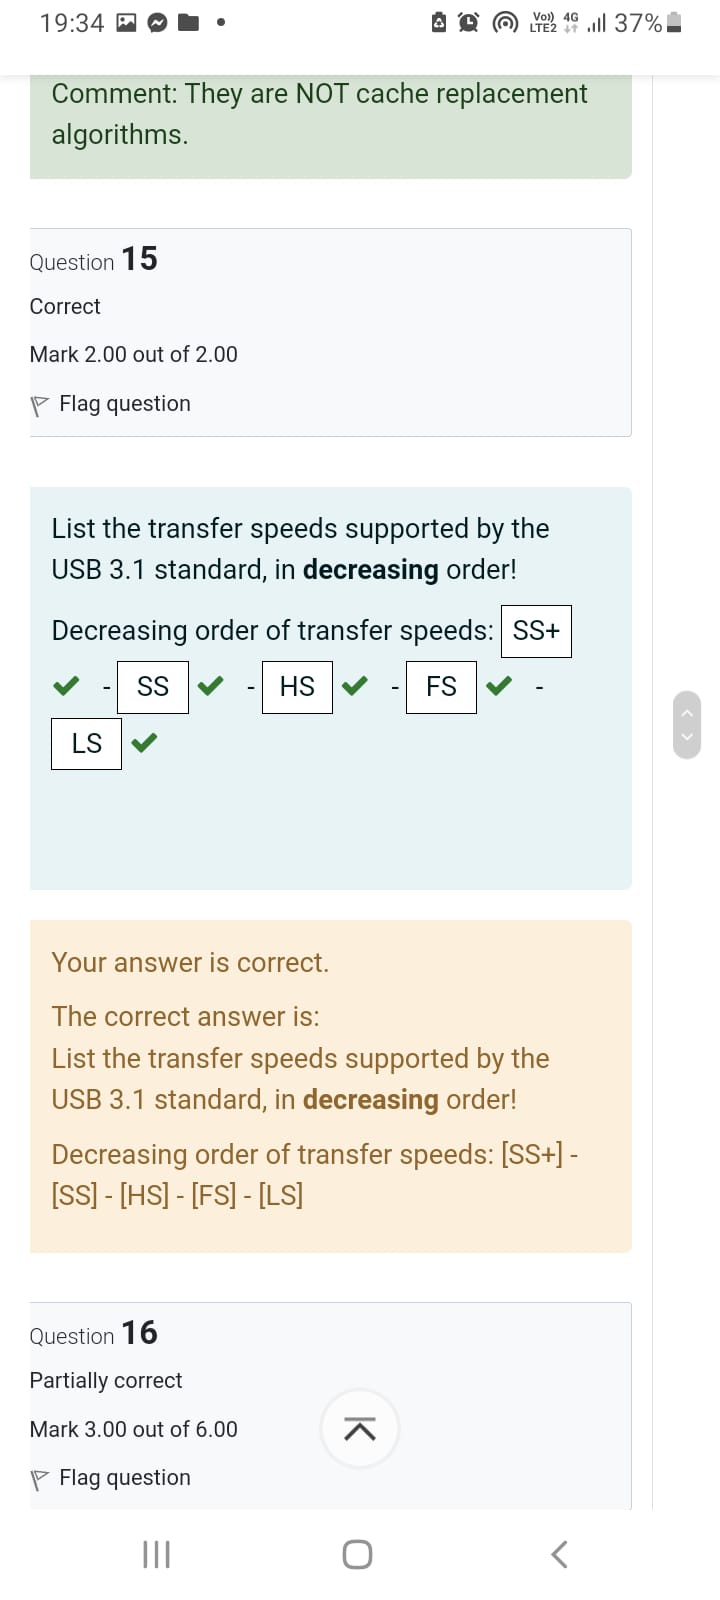 19:34 Vo)) 4G LTE2 37%
Comment: They are NOT cache replacement
algorithms.
Question 15
Correct
Mark 2.00 out of 2.00
Flag question
List the transfer speeds supported by the
USB 3.1 standard, in decreasing order!
Decreasing order of transfer speeds: SS+
- SS - HS - FS -
LS
Your answer is correct.
The correct answer is:
List the transfer speeds supported by the
USB 3.1 standard, in decreasing order!
Decreasing order of transfer speeds: [SS+] -
[SS] - [HS] - [FS] - [LS]
Question 16
Partially correct
Mark 3.00 out of 6.00
Flag question